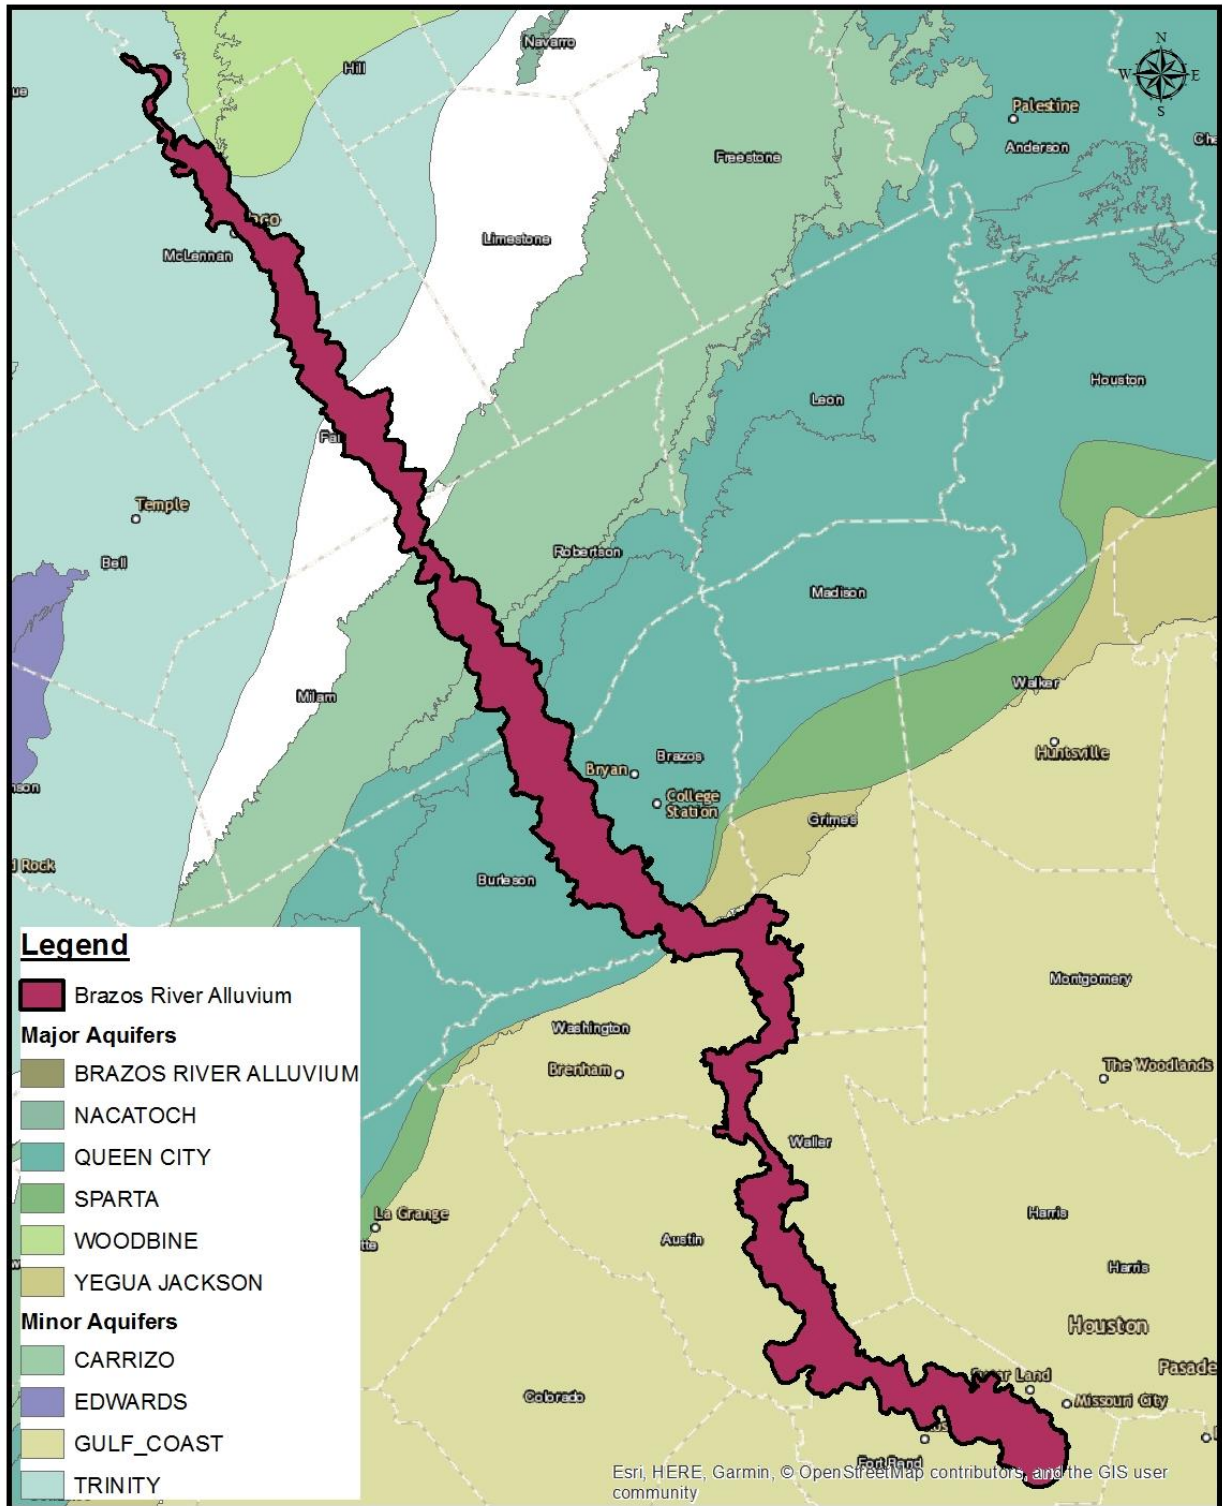 N
W E
S
Navarro
Hill
Palestine
Anderson
Freestone
Limestone
McLennan
Houston
Leon
Temple
Bell
Robertson
Madison
Milam
Walker
Huntsville
Brazos
Bryan
College
Station
Grimes
Burleson
Rock
Legend
Brazos River Alluvium
Major Aquifers
BRAZOS RIVER ALLUVIUM
NACATOCH
QUEEN CITY
SPARTA
WOODBINE
YEGUA JACKSON
Minor Aquifers
CARRIZO
EDWARDS
GULF_COAST
TRINITY
Montgomery
Washington
Brenham
The Woodlands
Waller
La Grange
Austin
Harris
Harris
Houston
Pasade
Land
Missouri City
Colorado
Fort Bend
Esri, HERE, Garmin, © OpenStreetMap contributors, and the GIS user
community